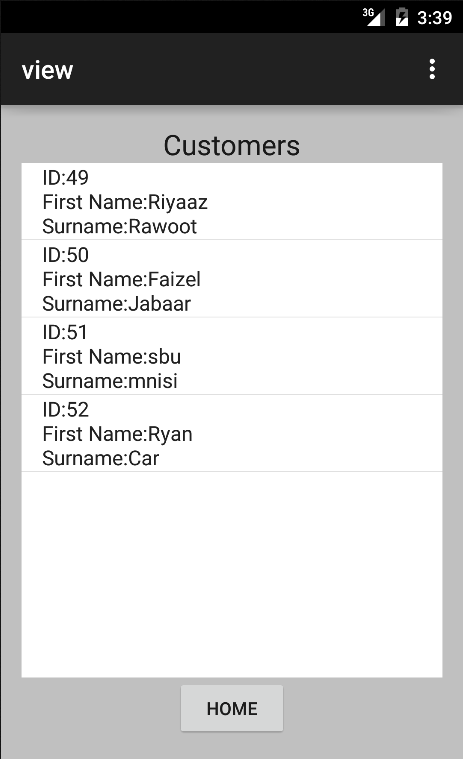 3G 3:39
view
Customers
ID:49
First Name:Riyaaz
Surname:Rawoot
ID:50
First Name:Faizel
Surname:Jabaar
ID:51
First Name:sbu
Surname:mnisi
ID:52
First Name:Ryan
Surname:Car
HOME